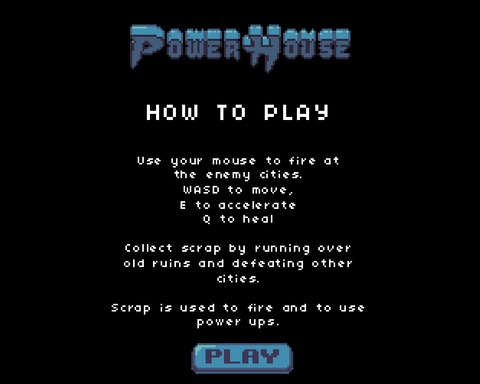 POWER HOUSE
HOW TO PLAY
Use your mouse to fire at
the enemy cities.
WASD to move,
E to accelerate
Q to heal
Collect scrap by running over
old ruins and defeating other
cities.
Scrap is used to fire and to use
power ups.
PLAY